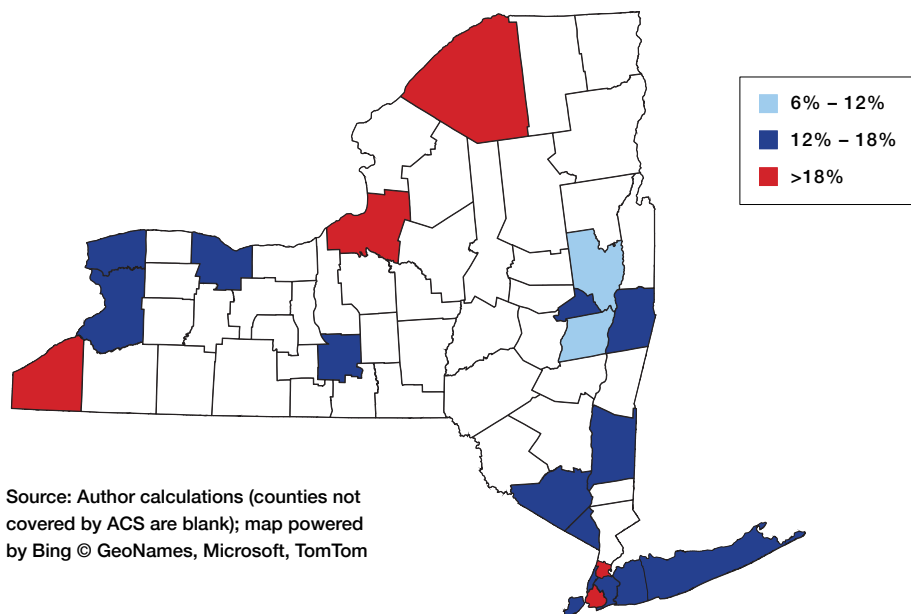 6% – 12%
12% – 18%
>18%
Source: Author calculations (counties not
covered by ACS are blank); map powered
by Bing © GeoNames, Microsoft, TomTom